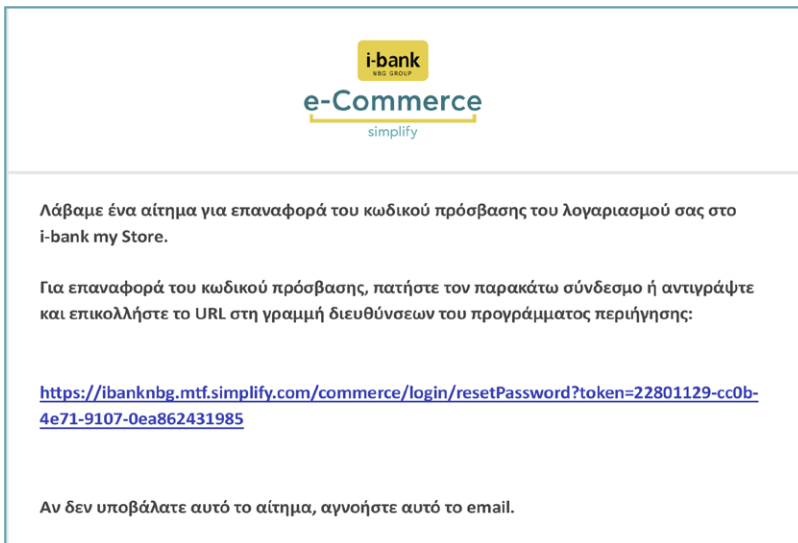 i-bank
NBG GROUP
e-Commerce
simplify
Λάβαμε ένα αίτημα για επαναφορά του κωδικού πρόσβασης του λογαριασμού σας στο
i-bank my Store.
Για επαναφορά του κωδικού πρόσβασης, πατήστε τον παρακάτω σύνδεσμο ή αντιγράψτε
και επικολλήστε το URL στη γραμμή διευθύνσεων του προγράμματος περιήγησης:
https://ibanknbg.mtf.simplify.com/commerce/login/resetPassword?token=22801129-cc0b-
4e71-9107-0ea862431985
Αν δεν υποβάλατε αυτό το αίτημα, αγνοήστε αυτό το email.